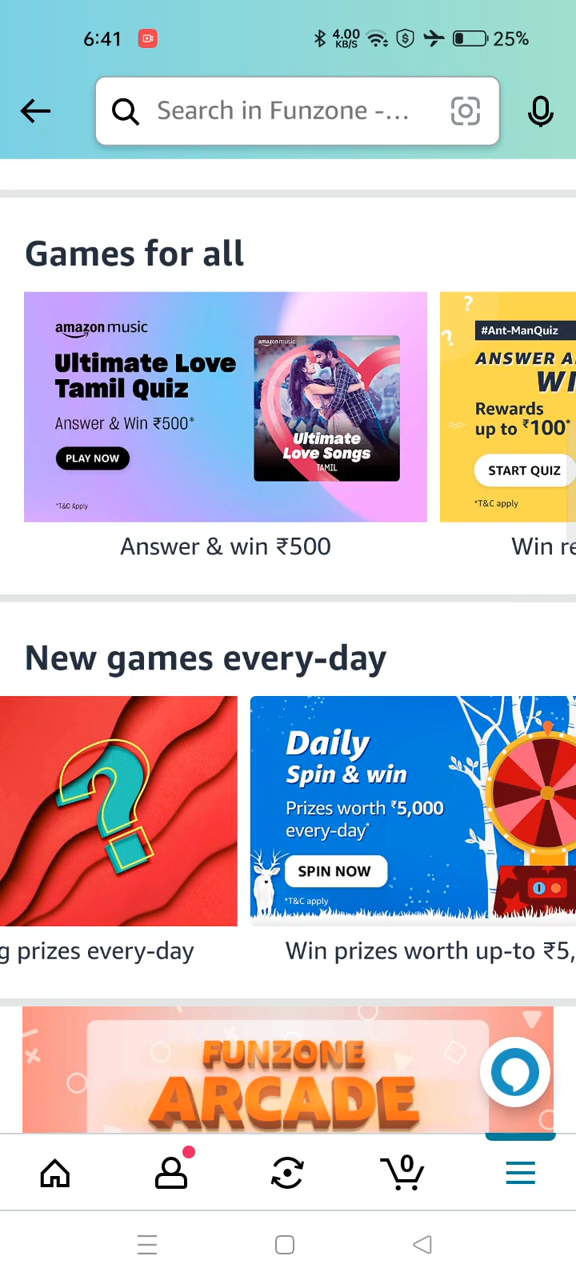 6:41
4.00
KB/S
25%
Search in Funzone -...
Games for all
amazon music
Ultimate Love
Tamil Quiz
Answer & Win ₹500*
PLAY NOW
*T&C Apply
amazon music
Ultimate
Love Songs
TAMIL
#Ant-ManQuiz
ANSWER A
WI
Rewards
up to ₹100*
START QUIZ
*T&C apply
Answer & win ₹500
Win re
New games every-day
Daily
Spin & win
Prizes worth ₹5,000
every-day*
SPIN NOW
*T&C apply
g prizes every-day
Win prizes worth up-to ₹5,
FUNZONE
ARCADE
0